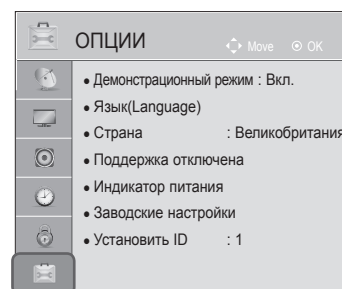 ОПЦИИ Move OK
• Демонстрационный режим : Вкл.
• Язык(Language)
• Страна : Великобритания
• Поддержка отключена
• Индикатор питания
• Заводские настройки
• Установить ID : 1